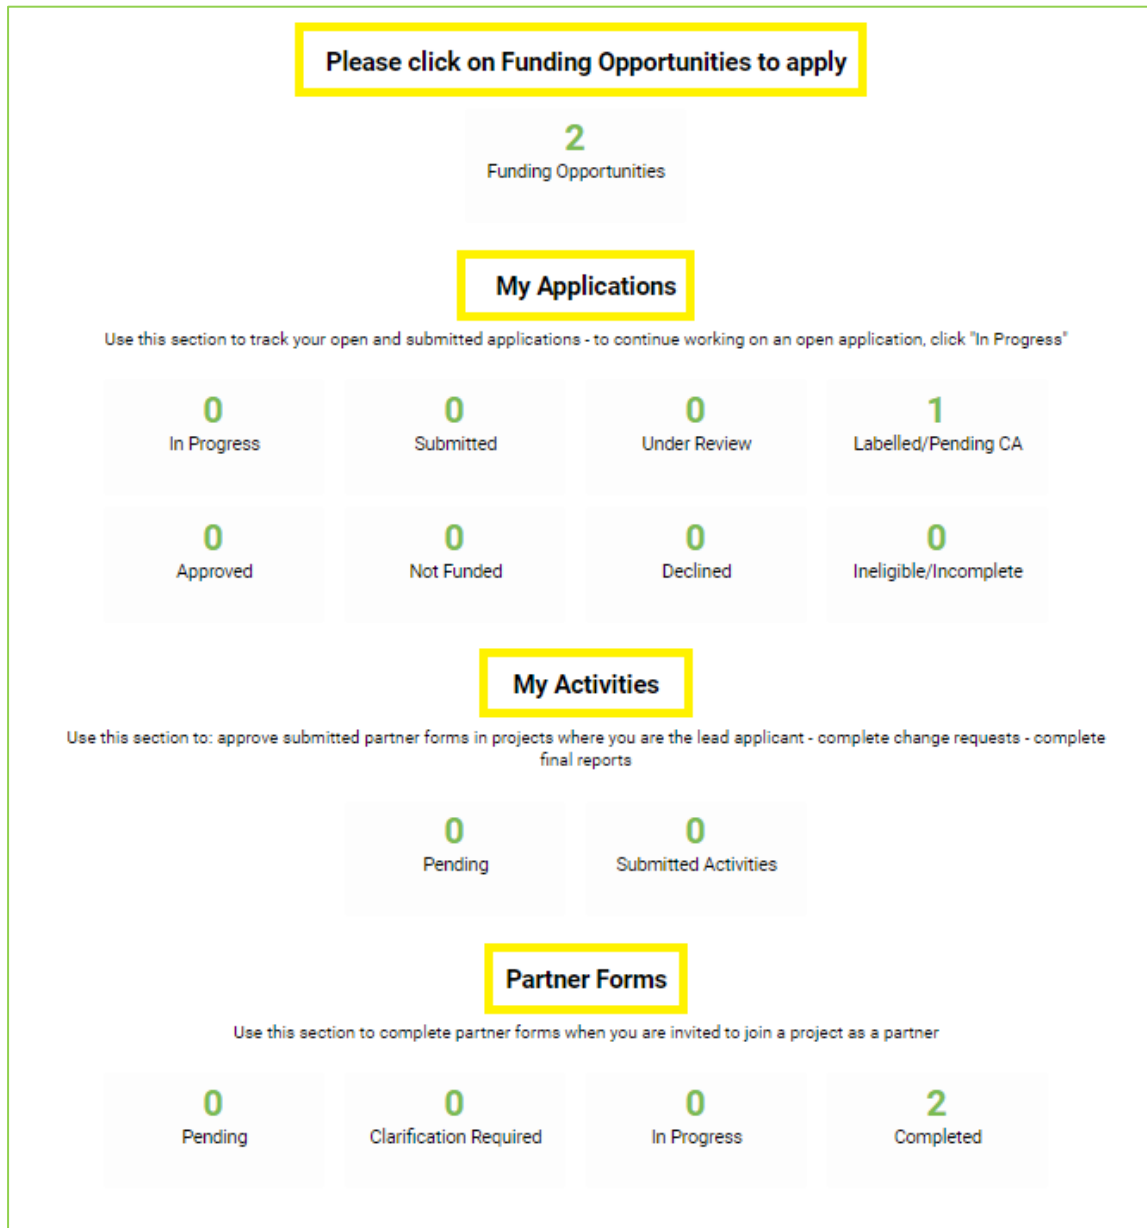 Please click on Funding Opportunities to apply
2
Funding Opportunities
My Applications
Use this section to track your open and submitted applications - to continue working on an open application, click "In Progress"
0 0 0 1
In Progress Submitted Under Review Labelled/Pending CA
0 0 0 0
Approved Not Funded Declined Ineligible/Incomplete
My Activities
Use this section to: approve submitted partner forms in projects where you are the lead applicant - complete change requests - complete
final reports
0 0
Pending Submitted Activities
Partner Forms
Use this section to complete partner forms when you are invited to join a project as a partner
0 0 0 2
Pending Clarification Required In Progress Completed